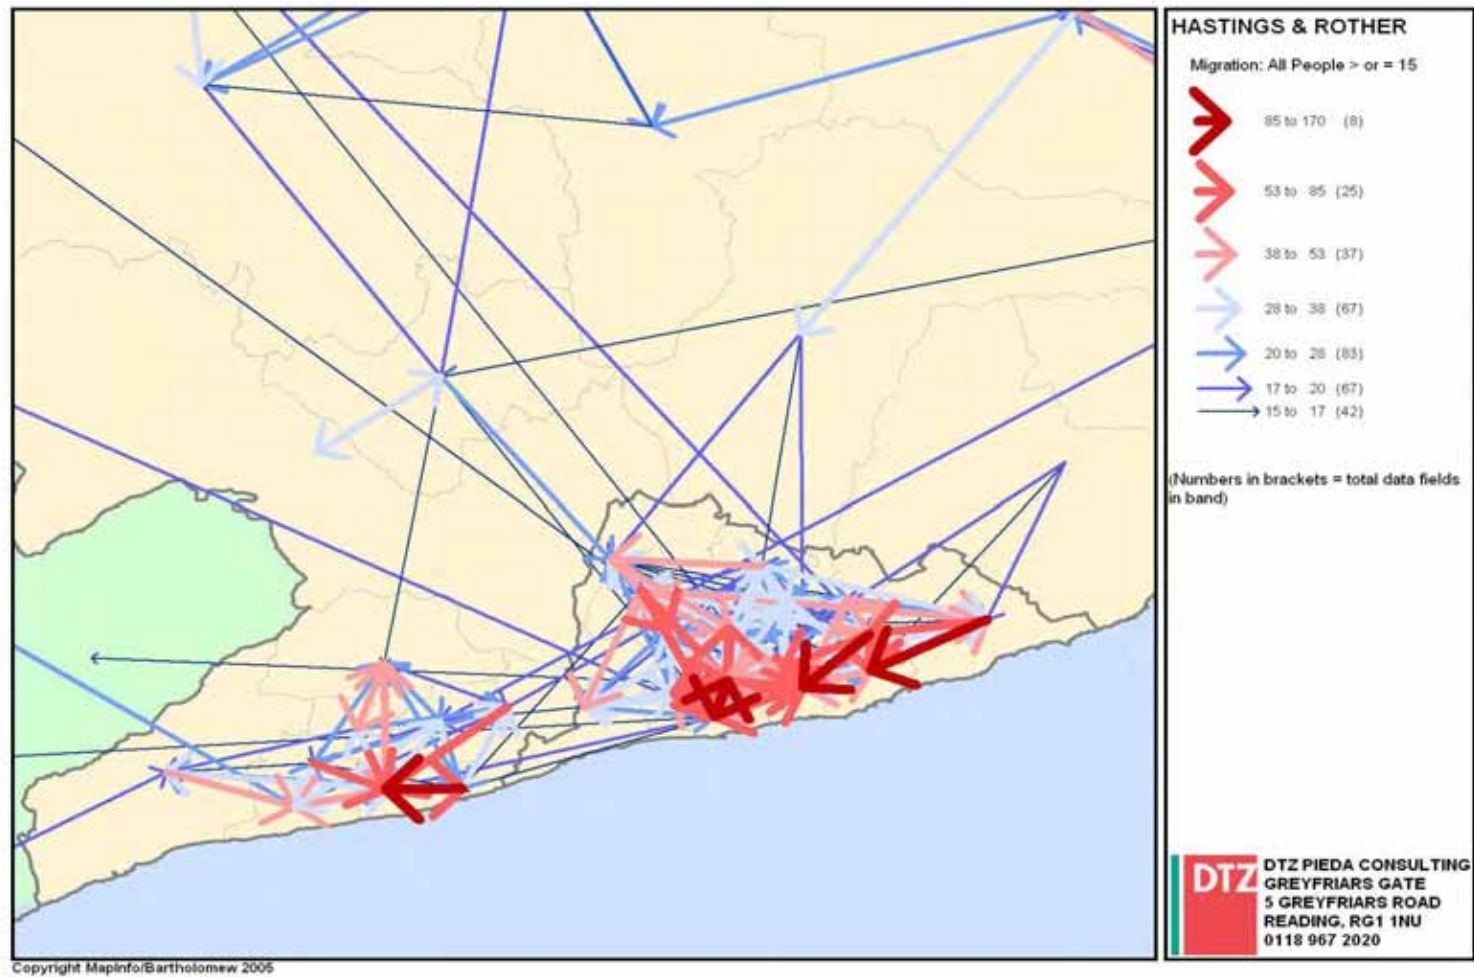 HASTINGS & ROTHER
Migration: All People > or = 15
85 to 170 (8)
53 to 85 (25)
38 to 53 (37)
28 to 38 (67)
20 to 28 (83)
17 to 20 (67)
15 to 17 (42)
(Numbers in brackets = total data fields
in band)
DTZ
DTZ PIEDA CONSULTING
GREYFRIARS GATE
5 GREYFRIARS ROAD
READING, RG1 1NU
0118 967 2020
Copyright MapInfo/Bartholomew 2005